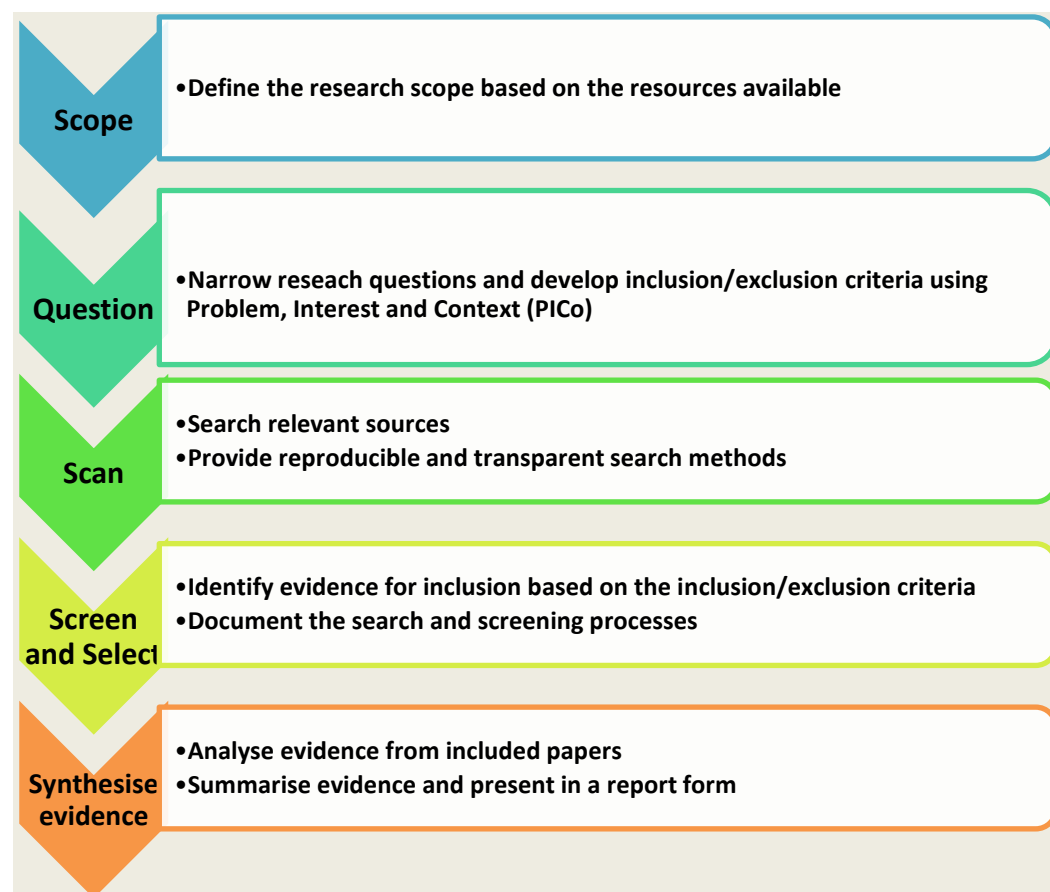 Scope
•Define the research scope based on the resources available
Question
•Narrow reseach questions and develop inclusion/exclusion criteria using
Problem, Interest and Context (PICo)
Scan
•Search relevant sources
•Provide reproducible and transparent search methods
Screen
and Select
•Identify evidence for inclusion based on the inclusion/exclusion criteria
•Document the search and screening processes
Synthesise
evidence
•Analyse evidence from included papers
•Summarise evidence and present in a report form